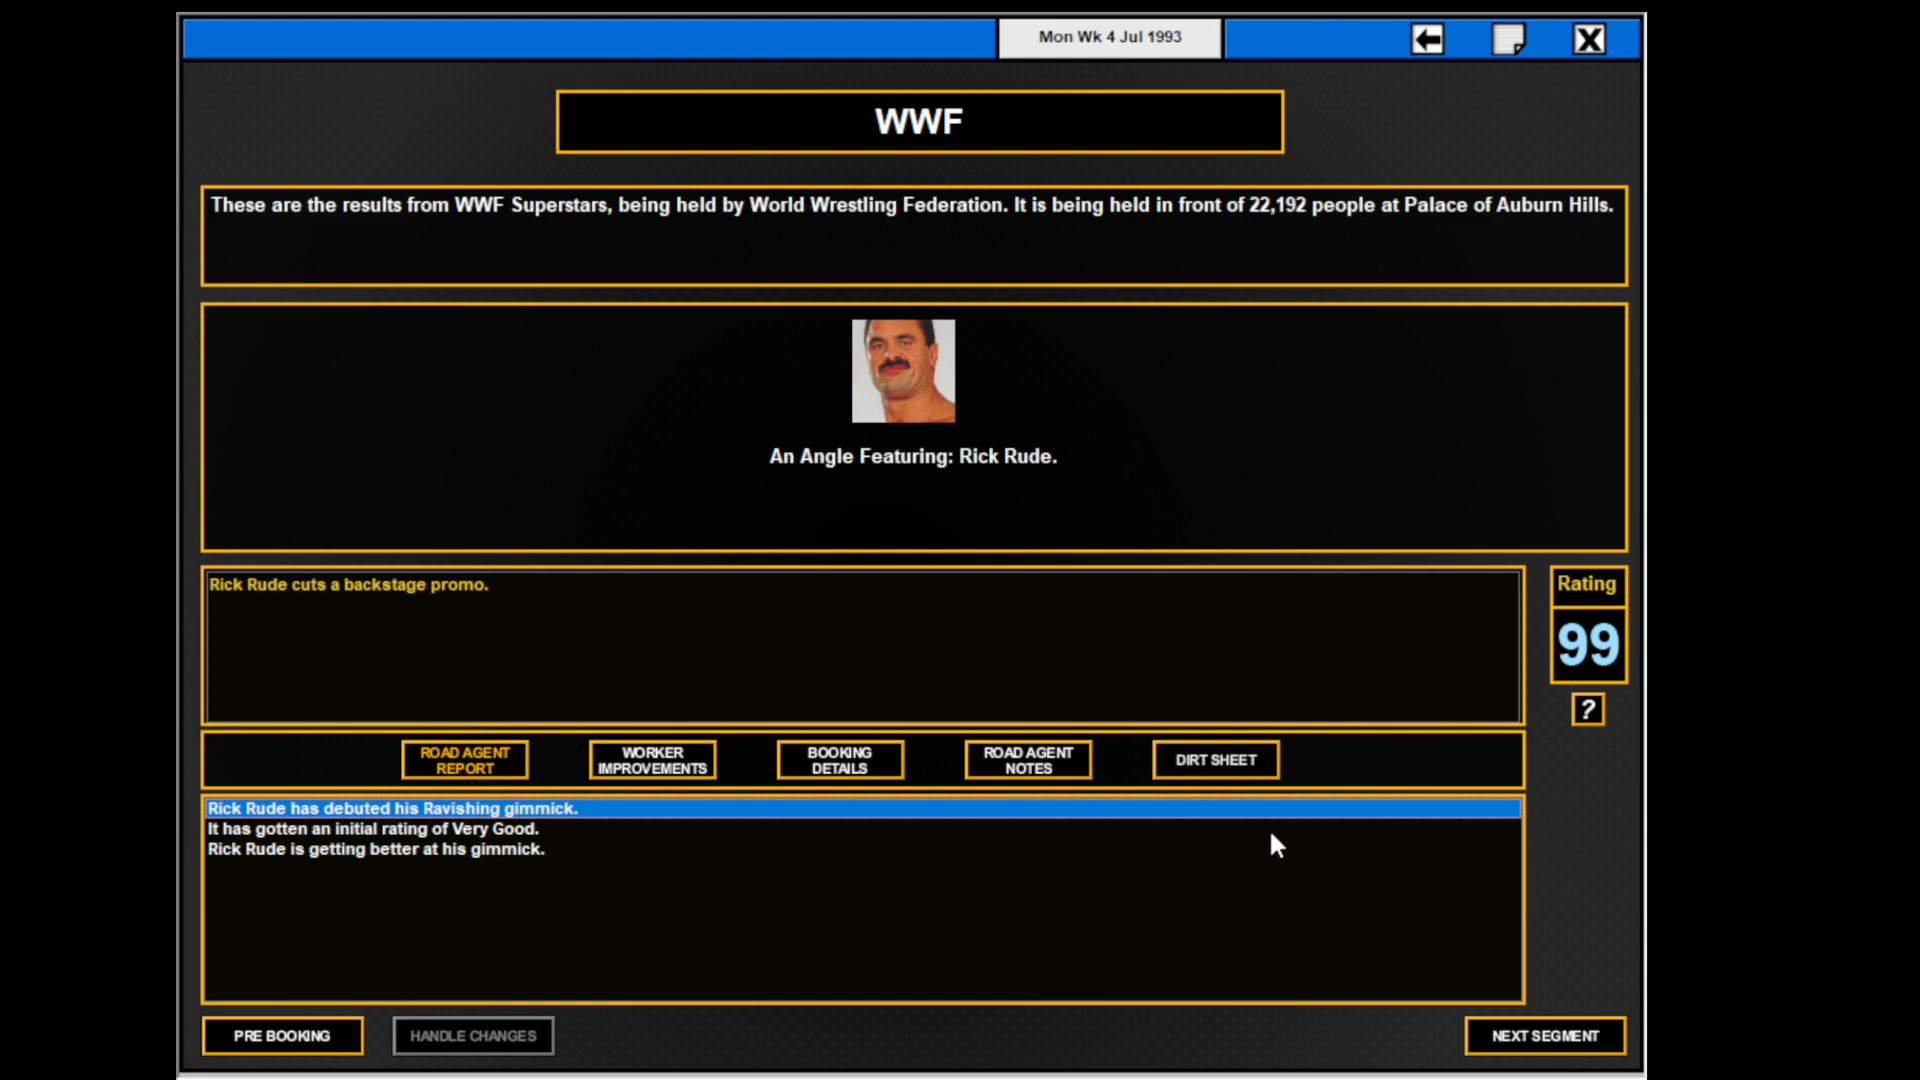 Mon Wk 4 Jul 1993
WWF
These are the results from WWF Superstars, being held by World Wrestling Federation. It is being held in front of 22,192 people at Palace of Auburn Hills.
An Angle Featuring: Rick Rude.
Rick Rude cuts a backstage promo.
Rating
99
?
ROAD AGENT
REPORT
WORKER
IMPROVEMENTS
BOOKING
DETAILS
ROAD AGENT
NOTES
DIRT SHEET
Rick Rude has debuted his Ravishing gimmick.
It has gotten an initial rating of Very Good.
Rick Rude is getting better at his gimmick.
PRE BOOKING
HANDLE CHANGES
NEXT SEGMENT